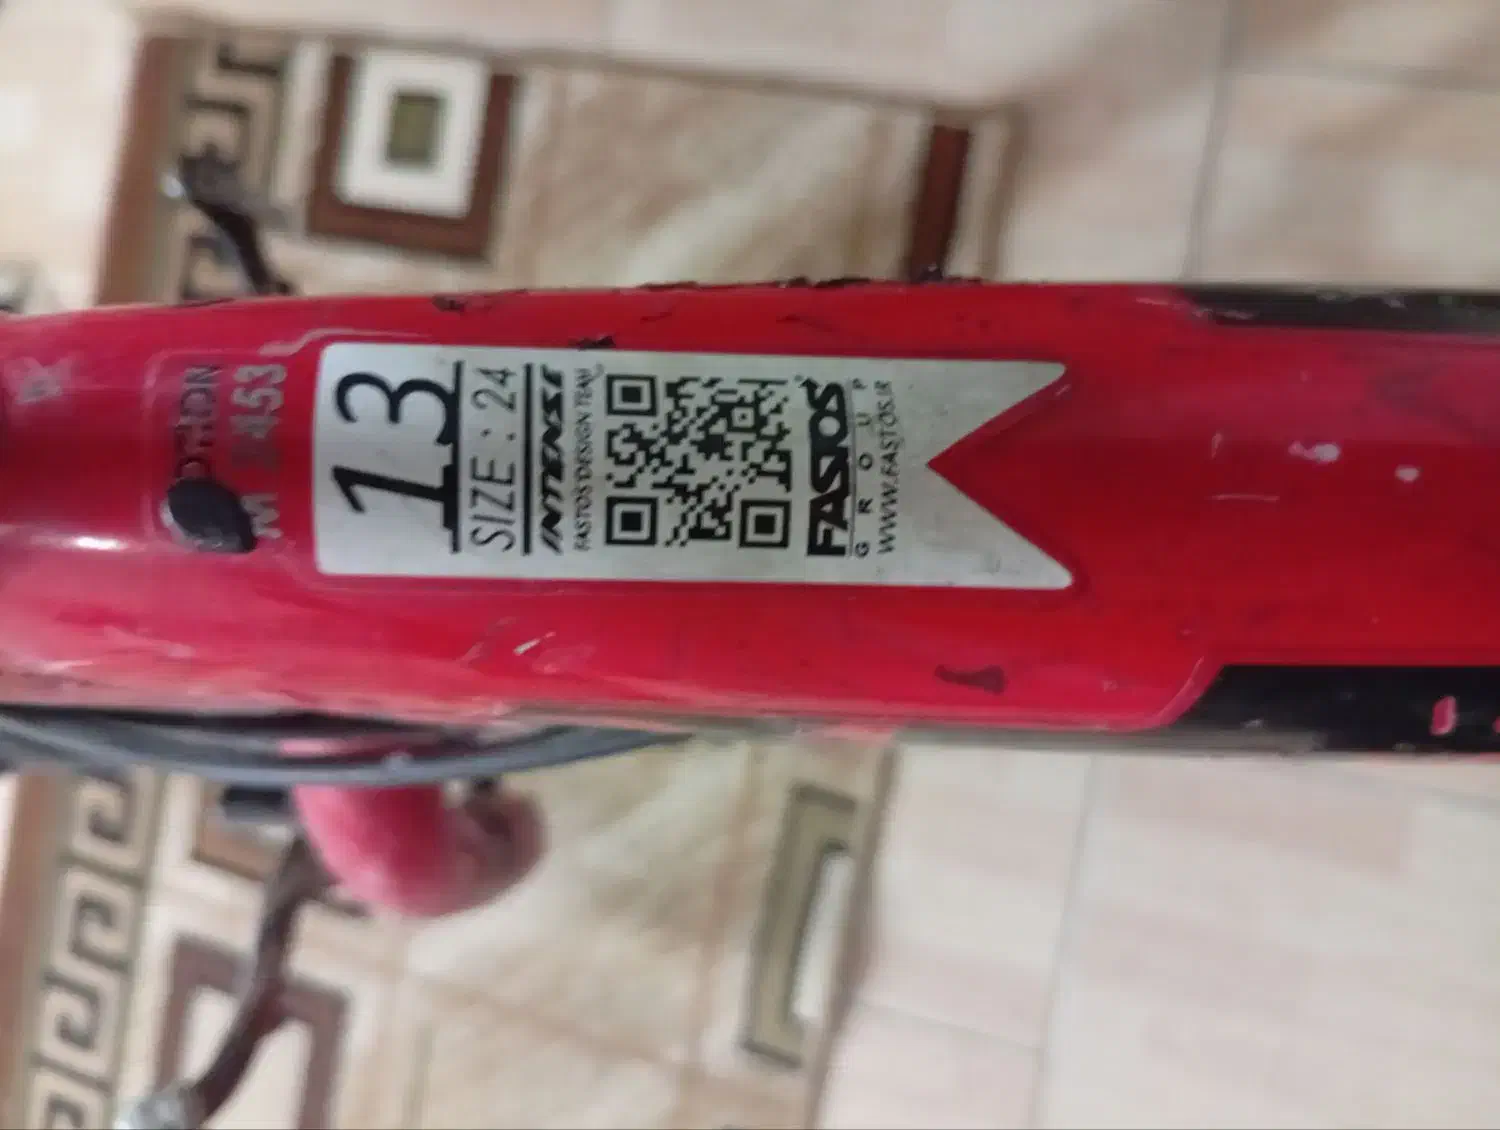 13
SIZE : 24
INTENSE
FASTOS DESIGN TEAM
FASTOS
GROUP
WWW.FASTOS.IR